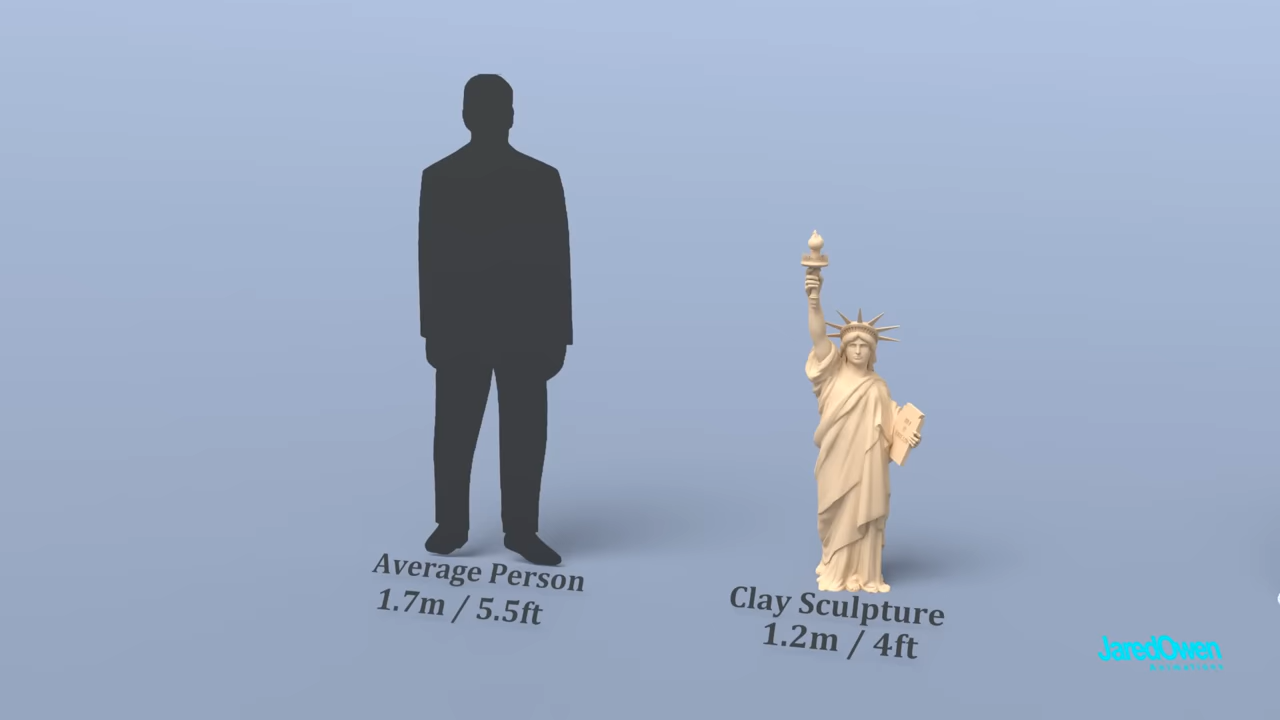 Average Person
1.7m / 5.5ft
Clay Sculpture
1.2m / 4ft
JaredOwen